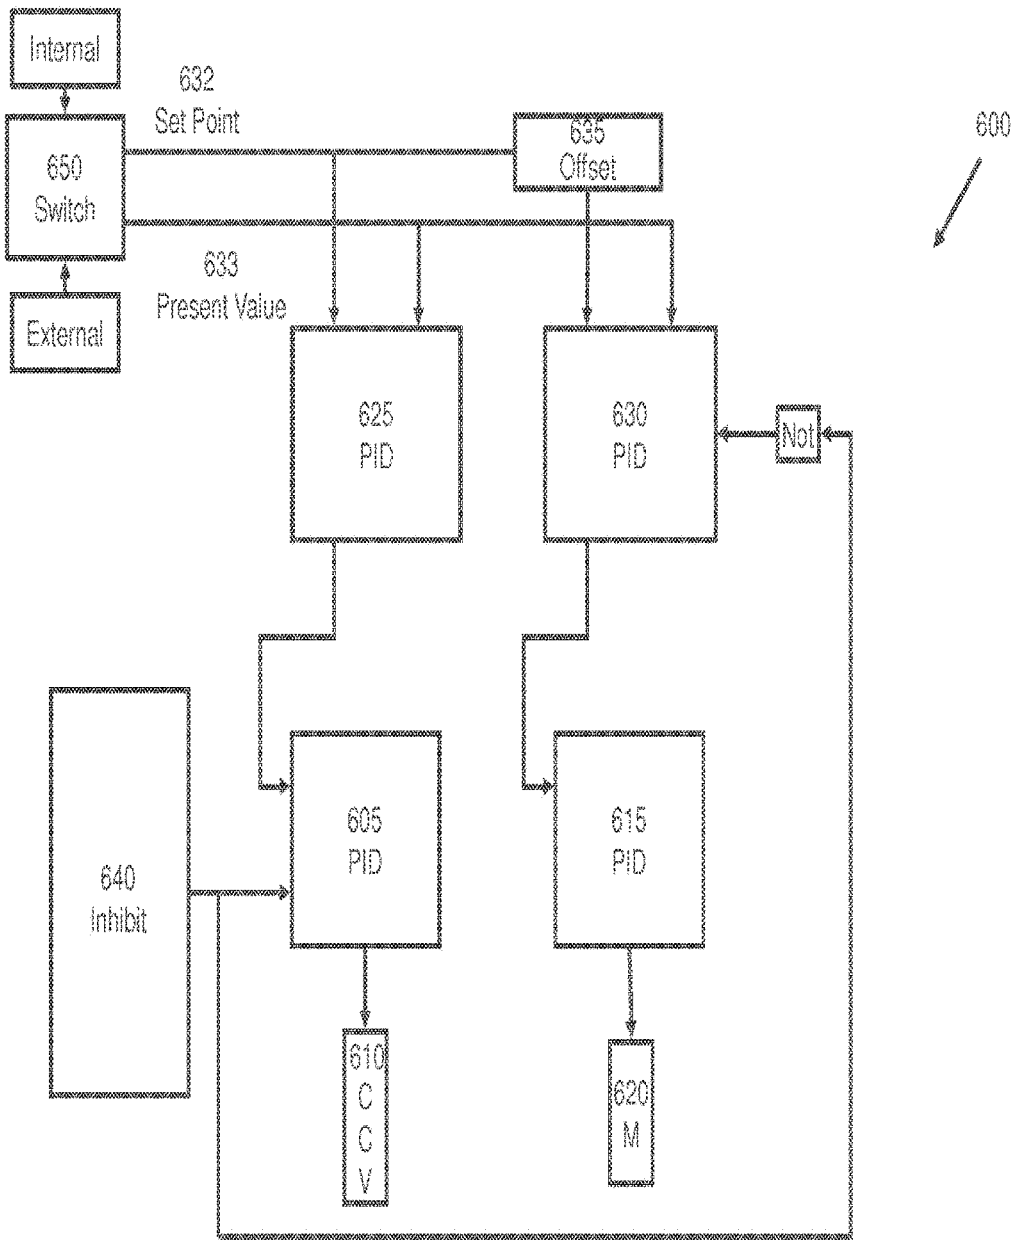 Internal
632
Set Point
650
Switch
635
Offset
600
633
Present Value
External
625
PID
630
PID
Not
640
Inhibit
605
PID
615
PID
610
C
C
V
620
M